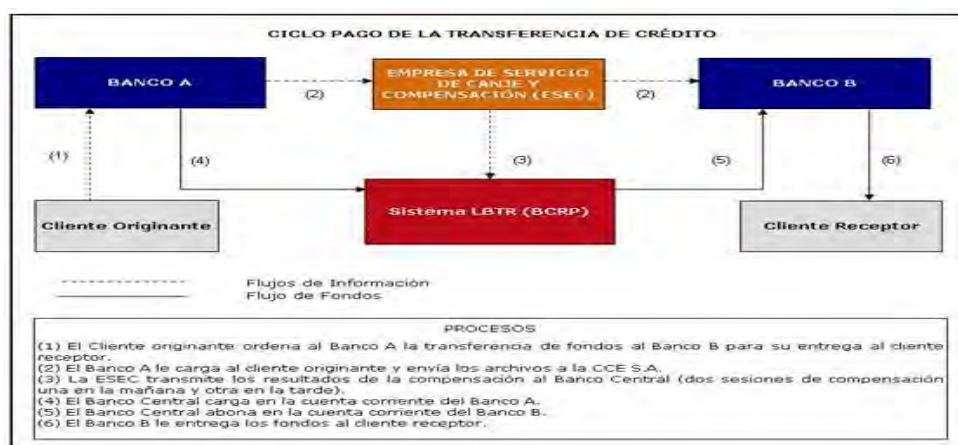 CICLO PAGO DE LA TRANSFERENCIA DE CRÉDITO
BANCO A
(2)
EMPRESA DE SERVICIO
DE CANJE Y
COMPENSACIÓN (ESEC)
(2)
BANCO B
(1)
(4)
(3)
(5)
(6)
Cliente Originante
Sistema LBTR (BCRP)
Cliente Receptor
Flujos de Información
Flujo de Fondos
PROCESOS
(1) El Cliente originante ordena al Banco A la transferencia de fondos al Banco B para su entrega al cliente
receptor.
(2) El Banco A le carga al cliente originante y envía los archivos a la CCE S.A.
(3) La ESEC transmite los resultados de la compensación al Banco Central (dos sesiones de compensación
una en la mañana y otra en la tarde).
(4) El Banco Central carga en la cuenta corriente del Banco A.
(5) El Banco Central abona en la cuenta corriente del Banco B.
(6) El Banco B le entrega los fondos al cliente receptor.